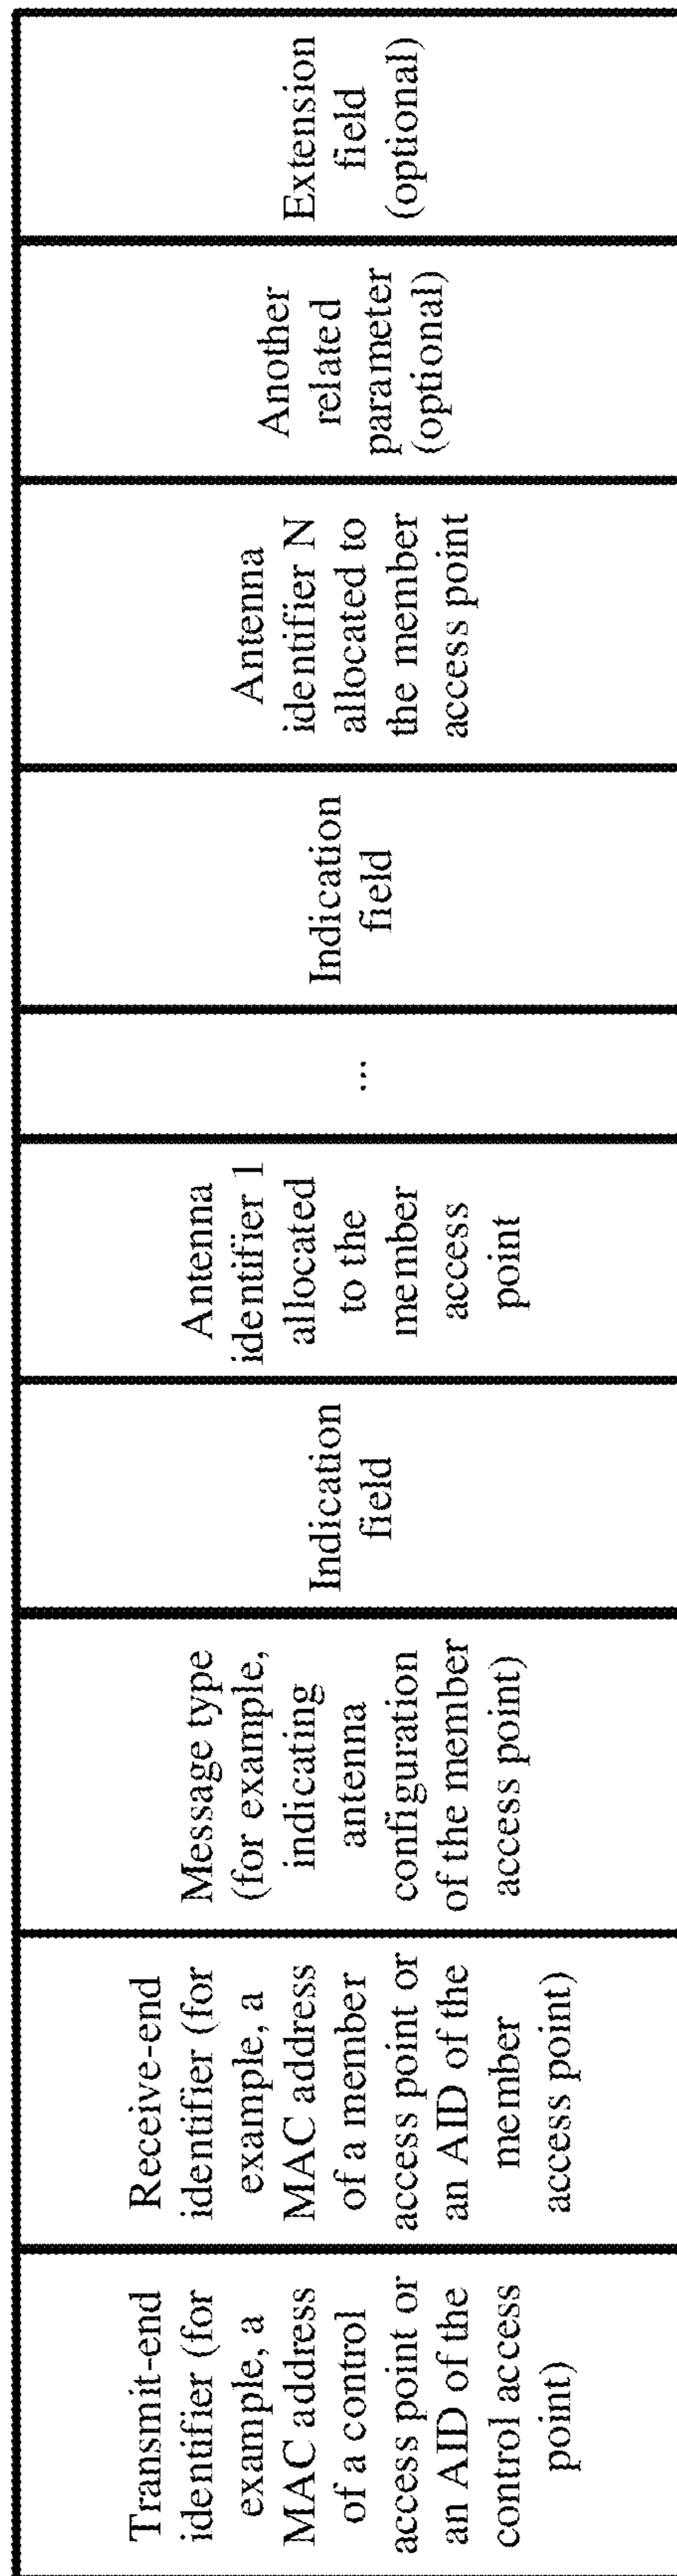 Transmit-end
identifier (for
example, a
MAC address
of a control
access point or
an AID of the
control access
point)
Receive-end
identifier (for
example, a
MAC address
of a member
access point or
an AID of the
member
access point)
Message type
(for example,
indicating
antenna
configuration
of the member
access point)
Indication
field
Antenna
identifier 1
allocated
to the
member
access
point
...
Indication
field
Antenna
identifier N
allocated to
the member
access point
Another
related
parameter
(optional)
Extension
field
(optional)